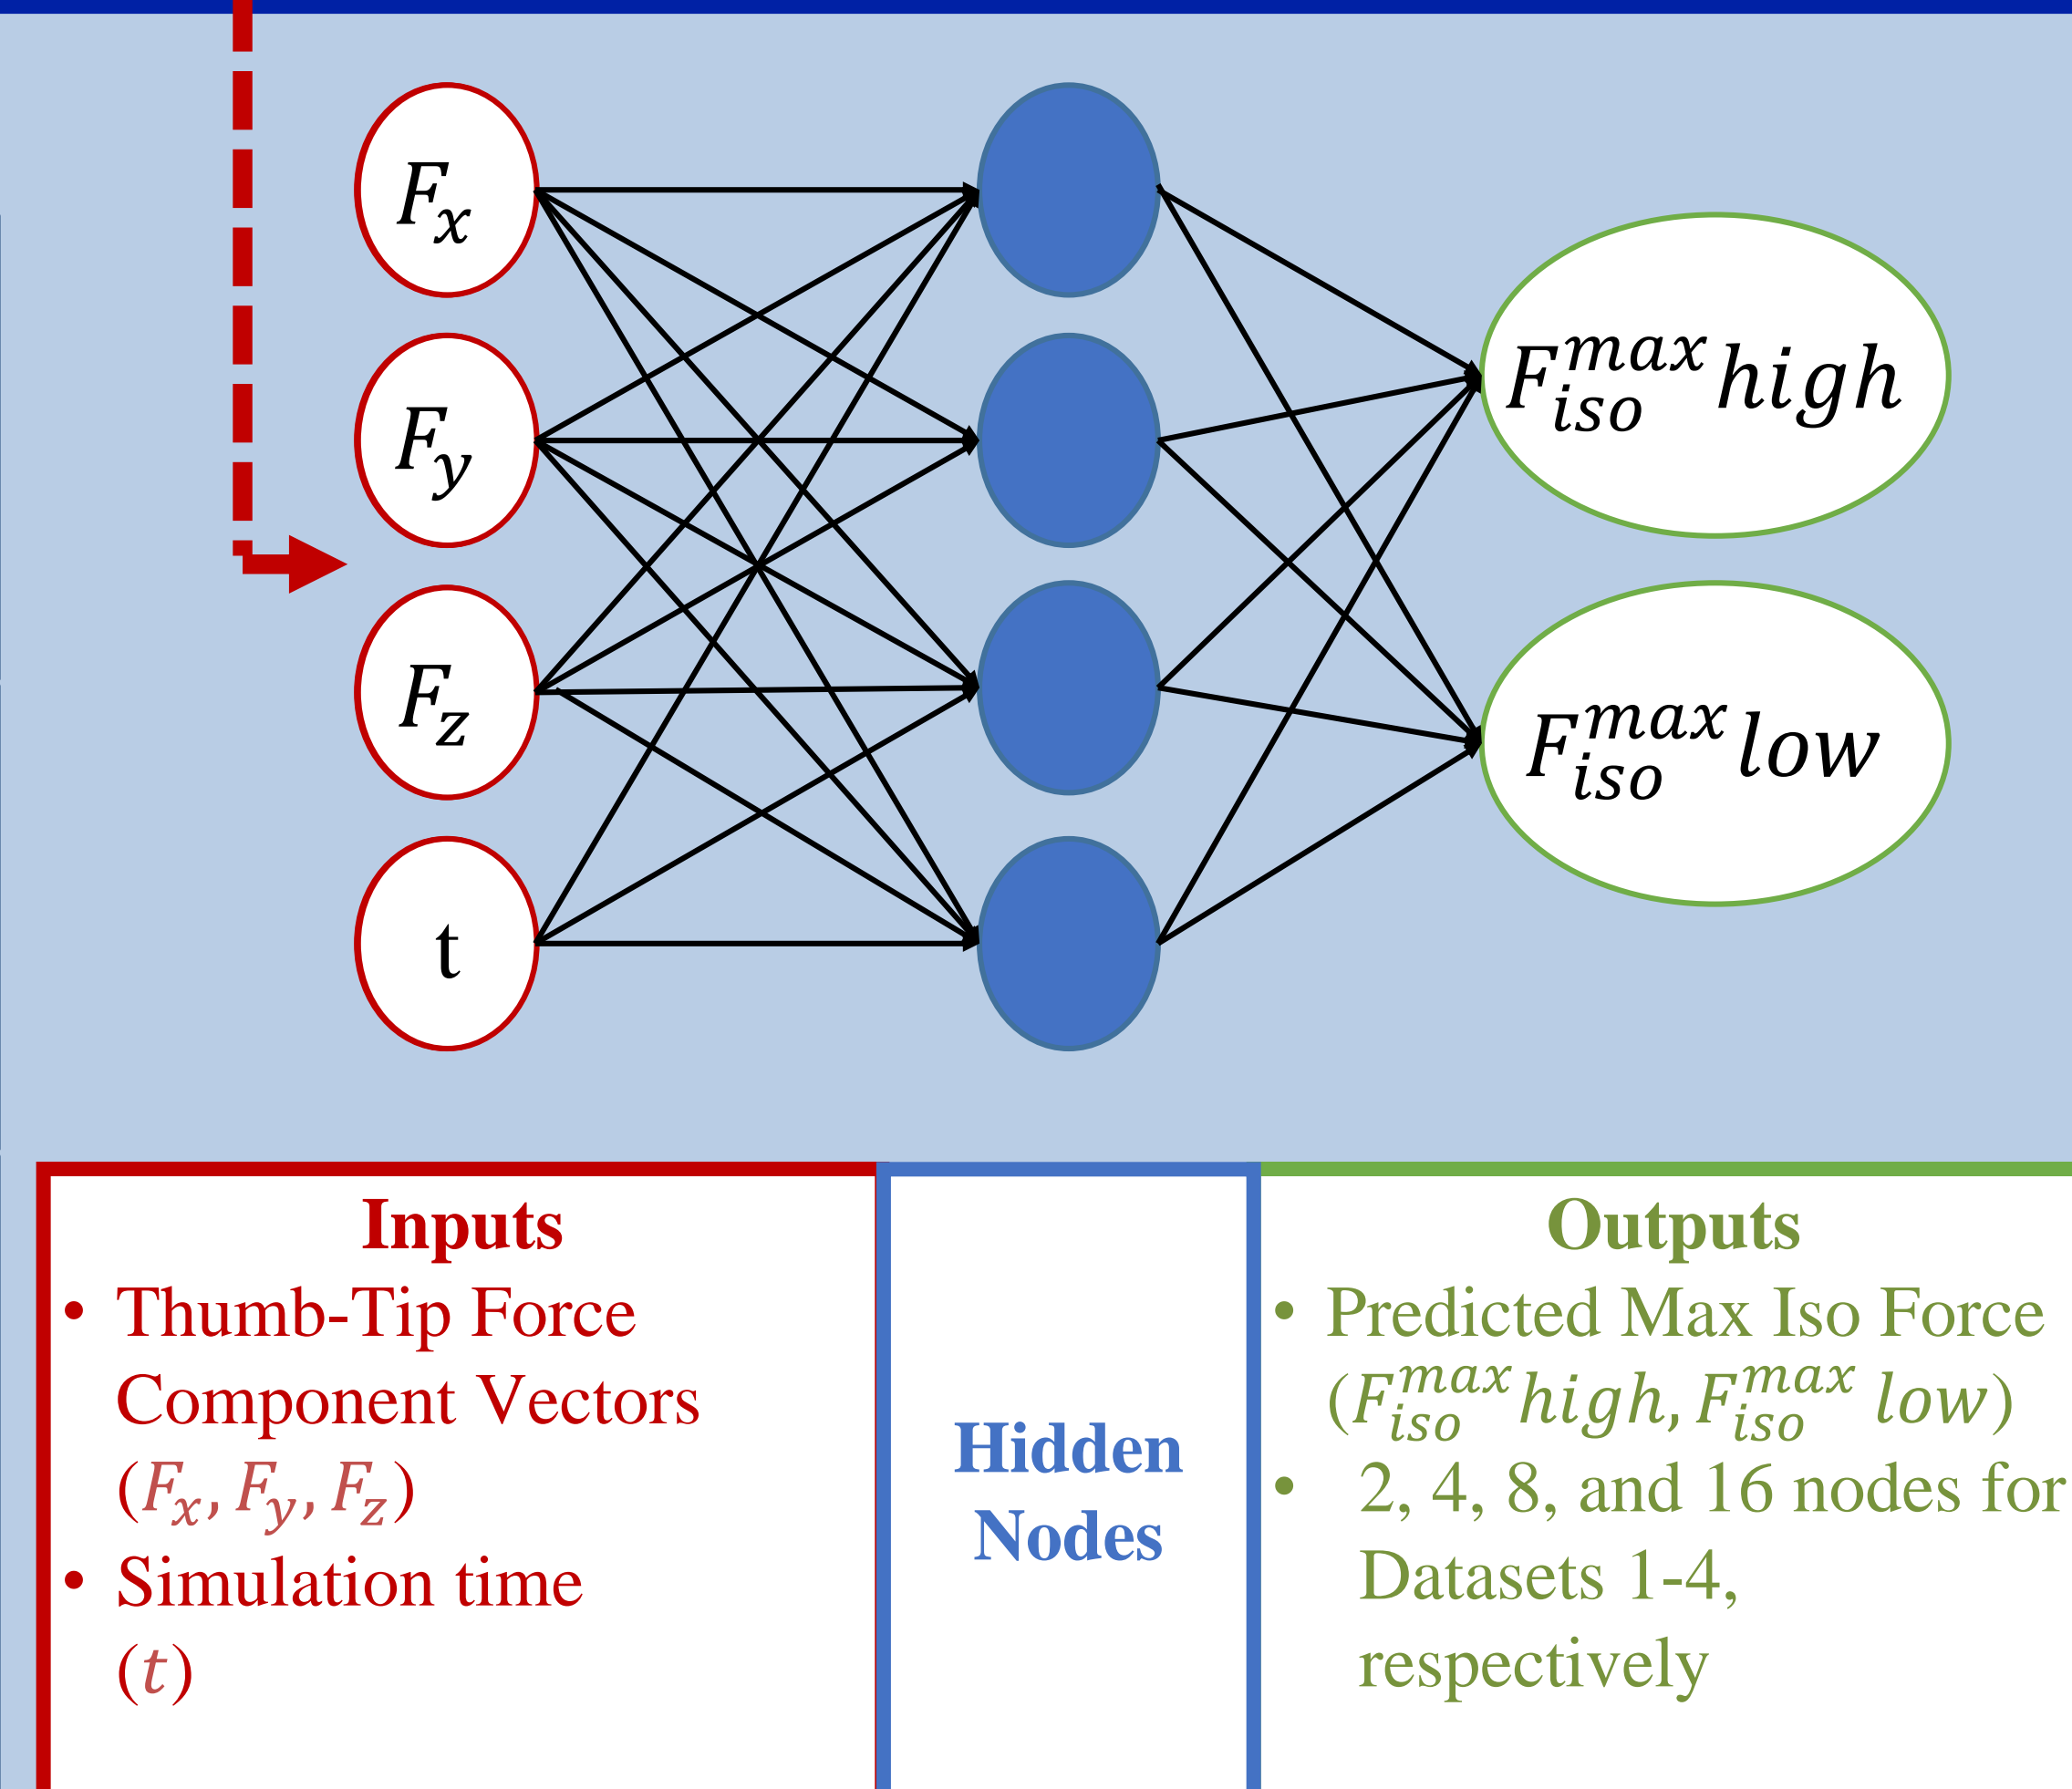 F_x
F_y
F_z
t
F_iso^max high
F_iso^max low
Inputs
• Thumb-Tip Force
Component Vectors
(F_x, F_y, F_z)
• Simulation time
(t)
Hidden
Nodes
Outputs
• Predicted Max Iso Force
(F_iso^max high, F_iso^max low)
• 2, 4, 8, and 16 nodes for
Datasets 1-4,
respectively